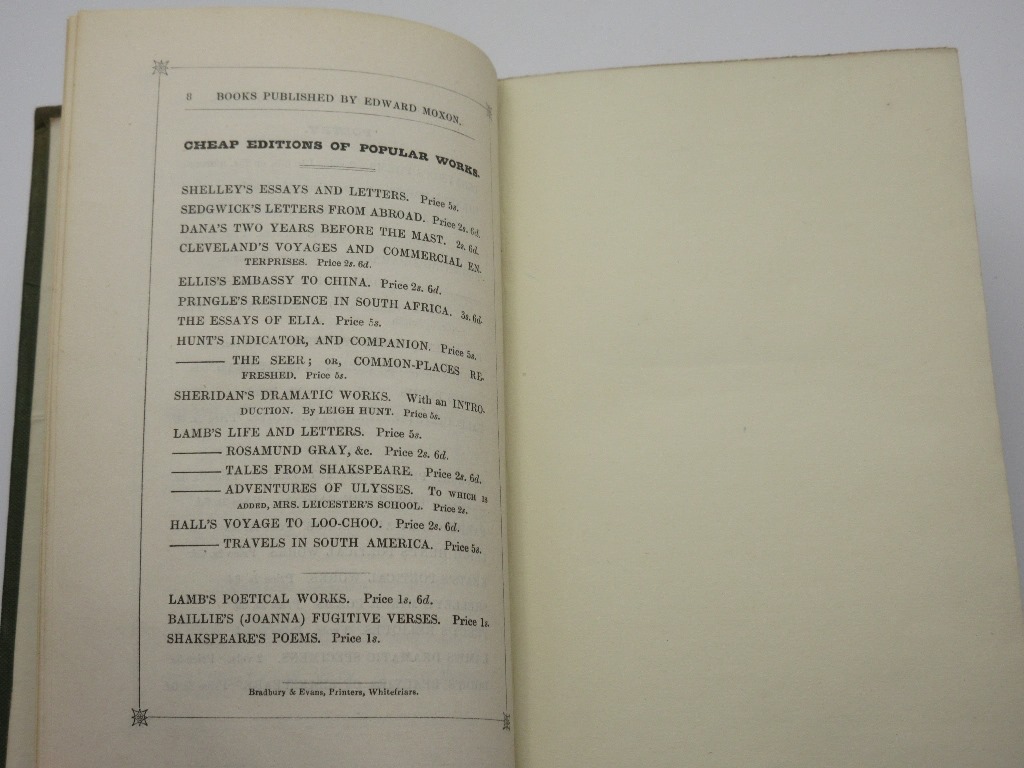 8 BOOKS PUBLISHED BY EDWARD MOXON.
CHEAP EDITIONS OF POPULAR WORKS.
SHELLEY'S ESSAYS AND LETTERS. Price 5s.
SEDGWICK'S LETTERS FROM ABROAD. Price 2s. 6d.
DANA'S TWO YEARS BEFORE THE MAST. 2s. 6d.
CLEVELAND'S VOYAGES AND COMMERCIAL EN-
TERPRISES. Price 2s. 6d.
ELLIS'S EMBASSY TO CHINA. Price 2s. 6d.
PRINGLE'S RESIDENCE IN SOUTH AFRICA. 3s. 6d.
THE ESSAYS OF ELIA. Price 5s.
HUNT'S INDICATOR, AND COMPANION. Price 5s.
——— THE SEER; OR, COMMON-PLACES RE-
FRESHED. Price 5s.
SHERIDAN'S DRAMATIC WORKS. With an INTRO-
DUCTION. By LEIGH HUNT. Price 5s.
LAMB'S LIFE AND LETTERS. Price 5s.
——— ROSAMUND GRAY, &c. Price 2s. 6d.
——— TALES FROM SHAKSPEARE. Price 2s. 6d.
——— ADVENTURES OF ULYSSES. To WHICH IS
ADDED, MRS. LEICESTER'S SCHOOL. Price 2s.
HALL'S VOYAGE TO LOO-CHOO. Price 2s. 6d.
——— TRAVELS IN SOUTH AMERICA. Price 5s.
LAMB'S POETICAL WORKS. Price 1s. 6d.
BAILLIE'S (JOANNA) FUGITIVE VERSES. Price 1s.
SHAKSPEARE'S POEMS. Price 1s.
Bradbury & Evans, Printers, Whitefriars.